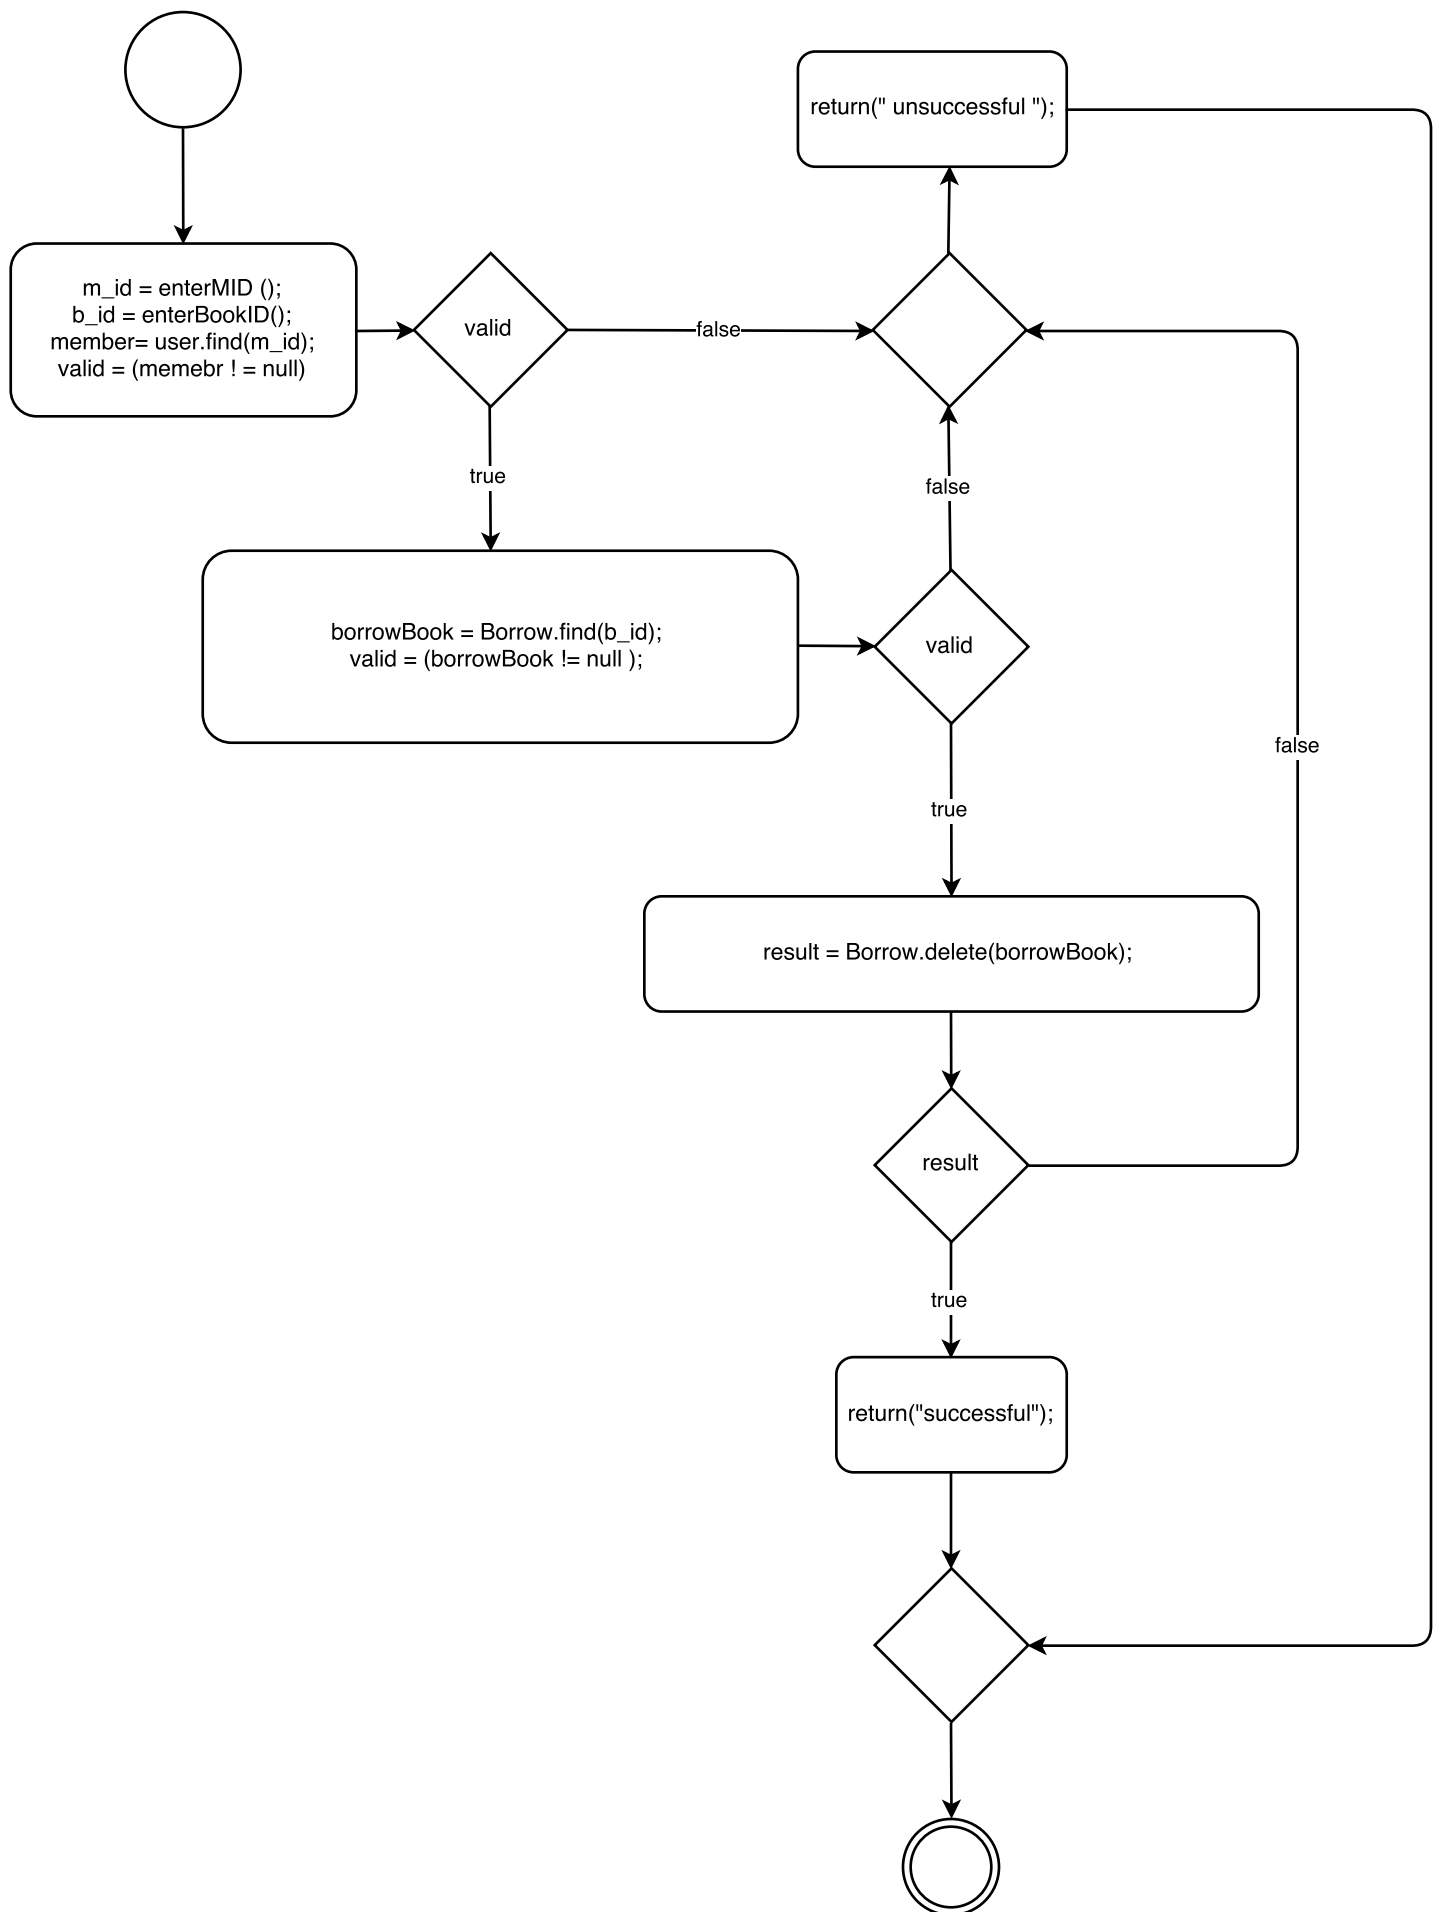 return(" unsuccessful ");
m_id = enterMID ();
b_id = enterBookID();
member= user.find(m_id);
valid = (memebr ! = null)
valid
false
true
false
borrowBook = Borrow.find(b_id);
valid = (borrowBook != null );
valid
false
true
result = Borrow.delete(borrowBook);
result
true
return("successful");